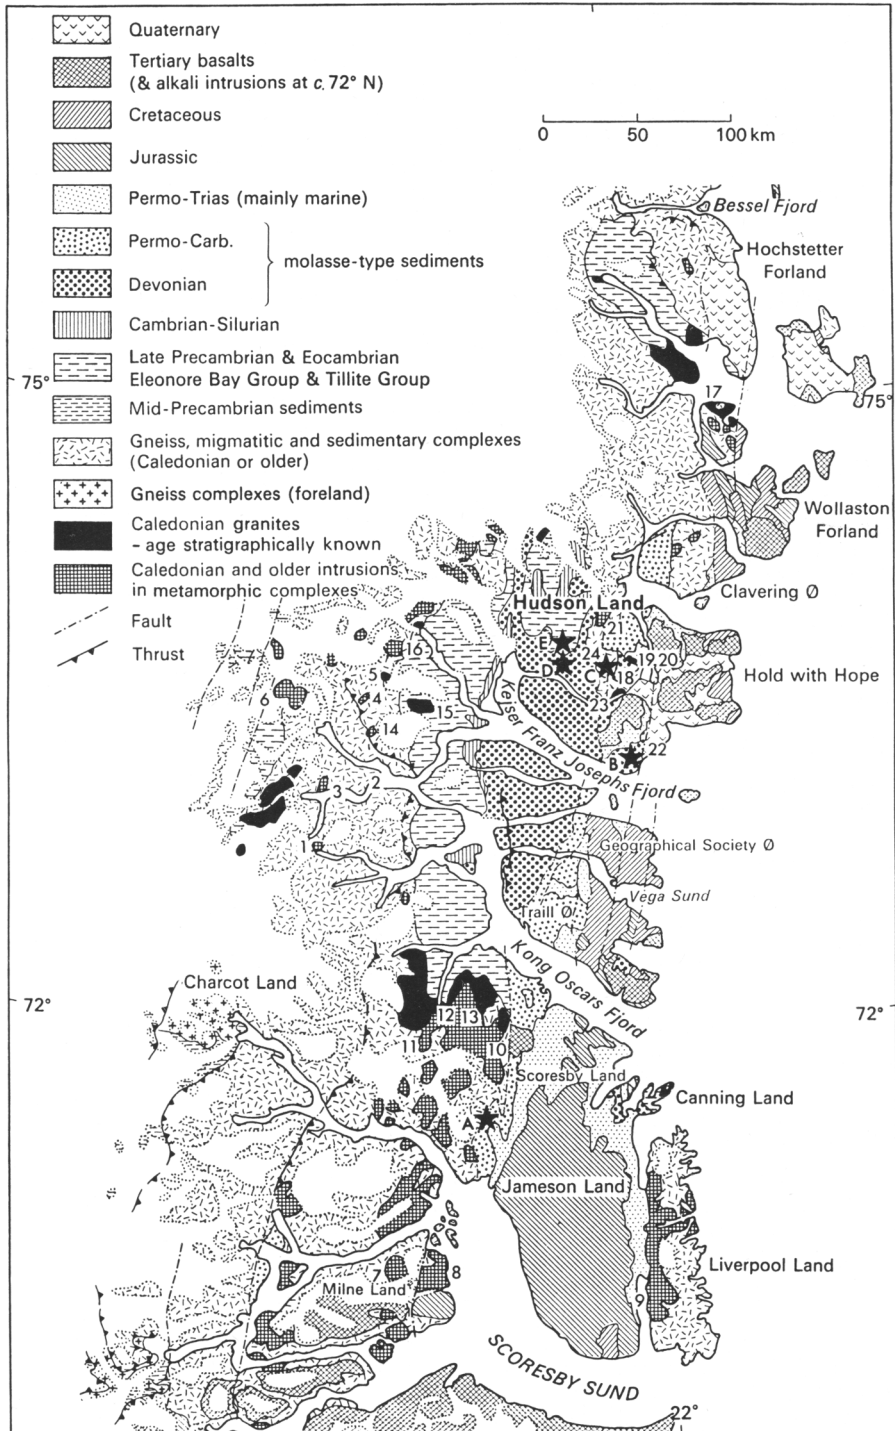 Quaternary
Tertiary basalts
(& alkali intrusions at c. 72° N)
Cretaceous
Jurassic
Permo-Trias (mainly marine)
Permo-Carb.
molasse-type sediments
Devonian
Cambrian-Silurian
Late Precambrian & Eocambrian
Eleonore Bay Group & Tillite Group
Mid-Precambrian sediments
Gneiss, migmatitic and sedimentary complexes
(Caledonian or older)
Gneiss complexes (foreland)
Caledonian granites
- age stratigraphically known
Caledonian and older intrusions
in metamorphic complexes
Fault
Thrust
0 50 100 km
Bessel Fjord
Hochstetter
Forland
75°
75°
17
Wollaston
Forland
Clavering Ø
Hudson Land
21
E
24
D
C
18
19
20
Hold with Hope
23
16
5
4
6
15
14
Keiser Franz Josephs Fjord
22
B
3
2
1
Geographical Society Ø
Vega Sund
Traill Ø
Kong Oscars Fjord
Charcot Land
72°
72°
12
13
11
10
Scoresby Land
Canning Land
A
Jameson Land
Liverpool Land
7
8
Milne Land
9
SCORESBY SUND
22°